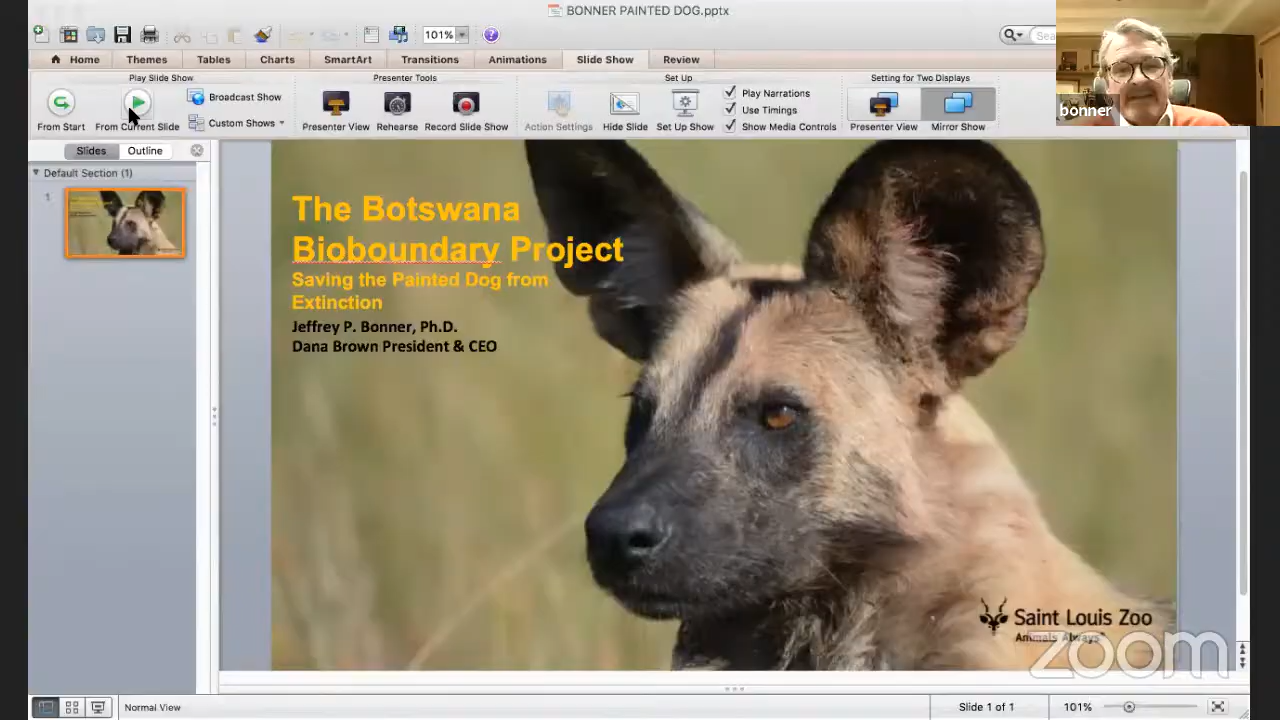 BONNER PAINTED DOG.pptx
101%
Sea
Home Themes Tables Charts SmartArt Transitions Animations Slide Show Review
Play Slide Show Presenter Tools Set Up Setting for Two Displays
From Start
From Current Slide
Broadcast Show
Custom Shows
Presenter View
Rehearse
Record Slide Show
Action Settings
Hide Slide
Set Up Show
Play Narrations
Use Timings
Show Media Controls
Presenter View
Mirror Show
bonner
Slides Outline
Default Section (1)
1
The Botswana
Bioboundary Project
Saving the Painted Dog from
Extinction
Jeffrey P. Bonner, Ph.D.
Dana Brown President & CEO
Saint Louis Zoo
Animals Always
zoom
Normal View
Slide 1 of 1
101%